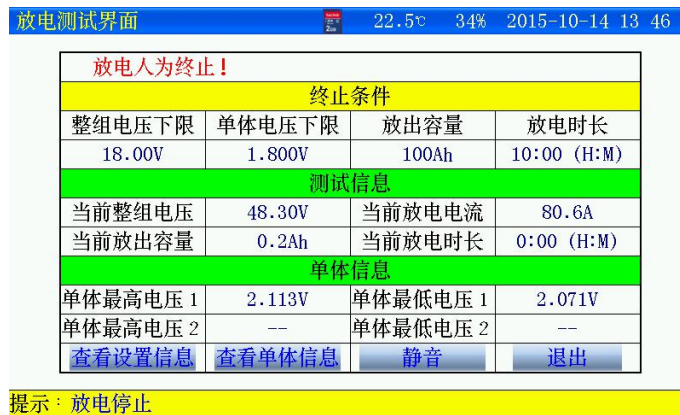 放电测试界面 22.5℃ 34% 2015-10-14 13 46
放电人为终止！
终止条件
整组电压下限 单体电压下限 放出容量 放电时长
18.00V 1.800V 100Ah 10:00 (H:M)
测试信息
当前整组电压 48.30V 当前放电电流 80.6A
当前放出容量 0.2Ah 当前放电时长 0:00 (H:M)
单体信息
单体最高电压1 2.113V 单体最低电压1 2.071V
单体最高电压2 -- 单体最低电压2 --
查看设置信息 查看单体信息 静音 退出
提示：放电停止